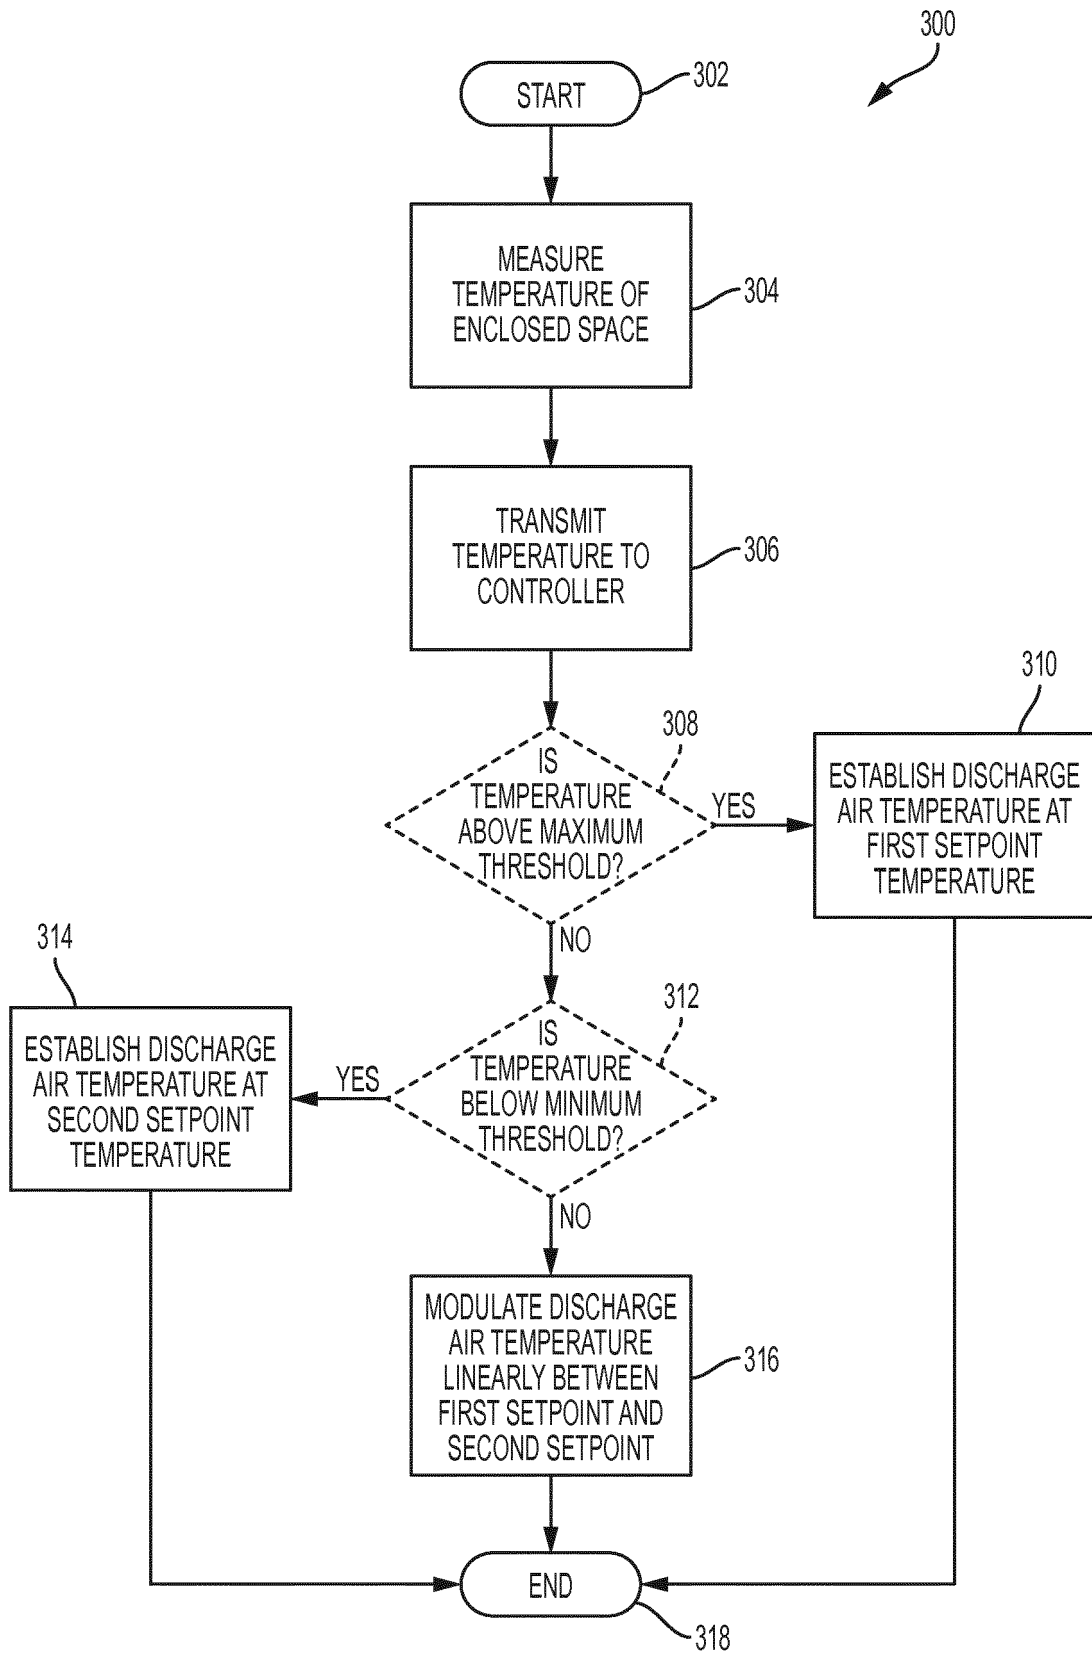 300
START
302
MEASURE
TEMPERATURE OF
ENCLOSED SPACE
304
TRANSMIT
TEMPERATURE TO
CONTROLLER
306
308
IS
TEMPERATURE
ABOVE MAXIMUM
THRESHOLD?
YES
310
ESTABLISH DISCHARGE
AIR TEMPERATURE AT
FIRST SETPOINT
TEMPERATURE
NO
312
IS
TEMPERATURE
BELOW MINIMUM
THRESHOLD?
YES
314
ESTABLISH DISCHARGE
AIR TEMPERATURE AT
SECOND SETPOINT
TEMPERATURE
NO
MODULATE DISCHARGE
AIR TEMPERATURE
LINEARLY BETWEEN
FIRST SETPOINT AND
SECOND SETPOINT
316
END
318